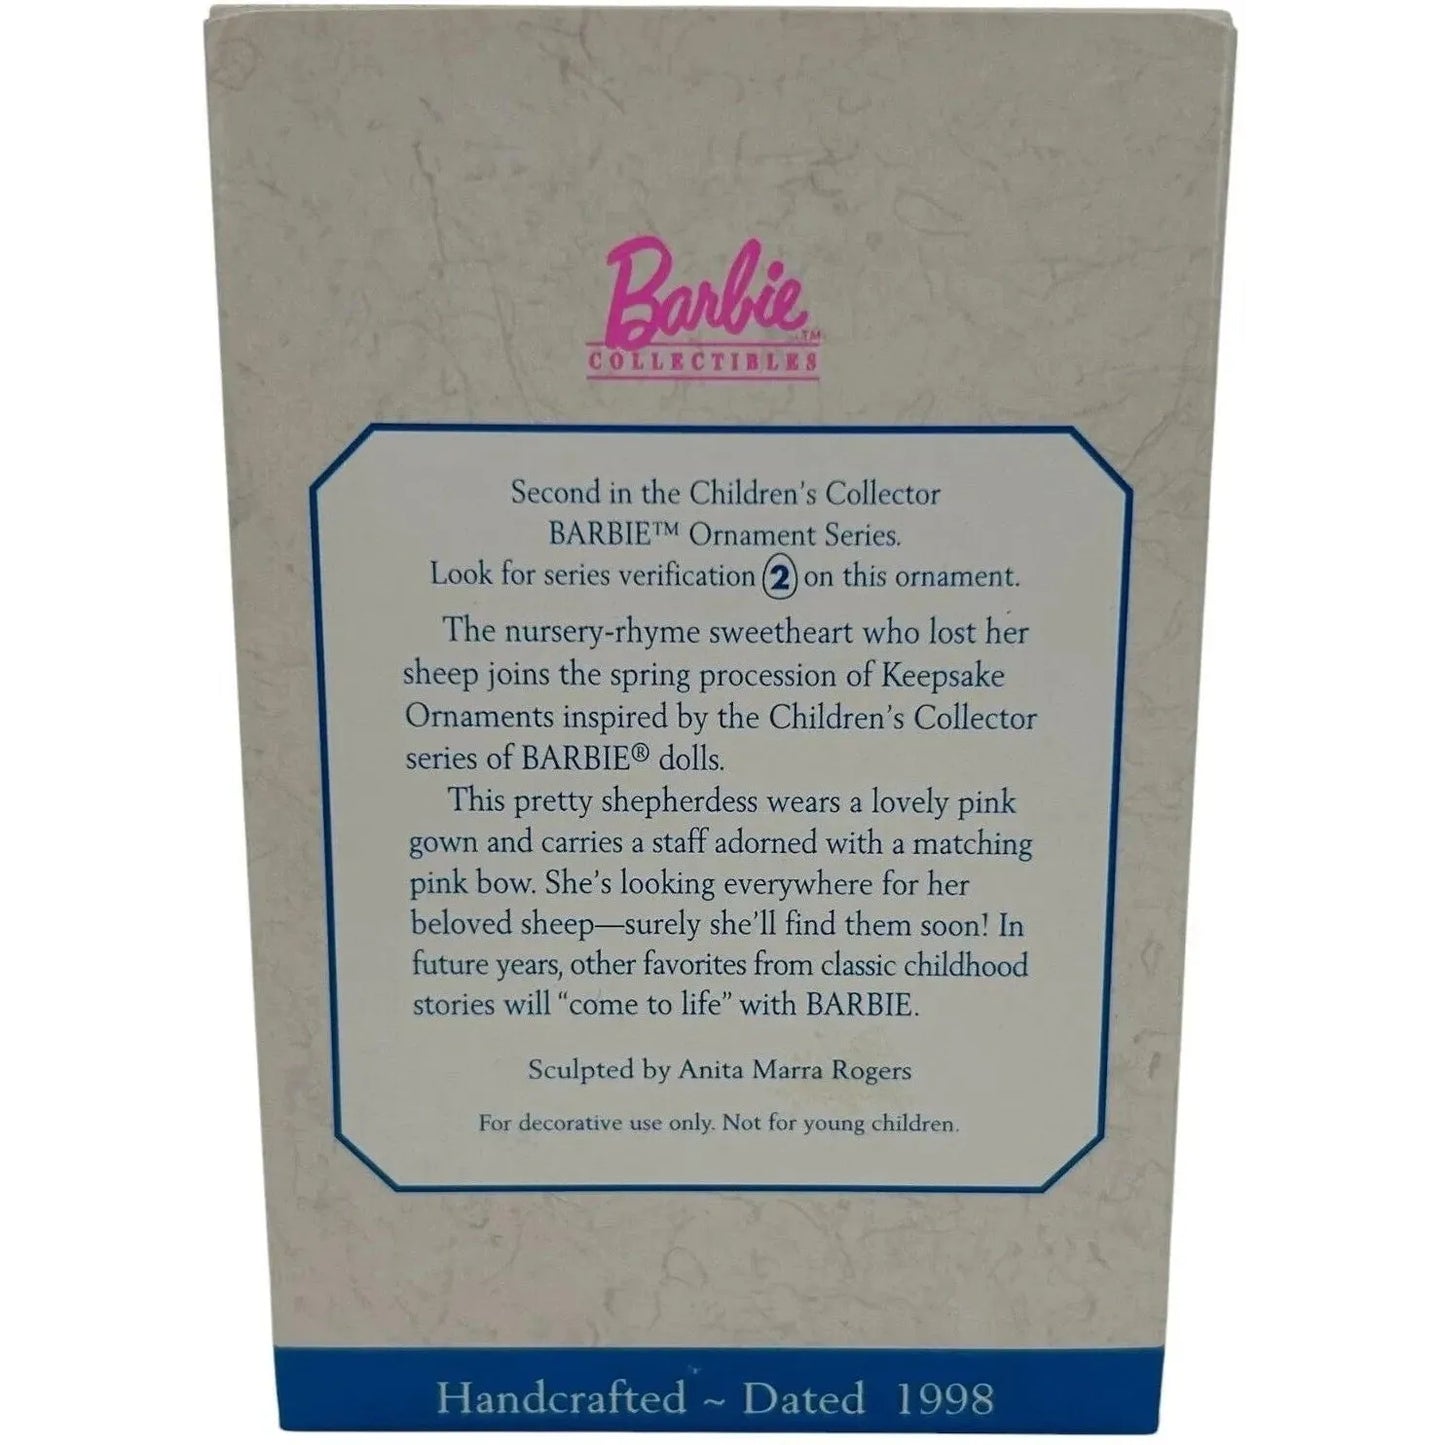 Barbie™
COLLECTIBLES
Second in the Children's Collector
BARBIE™ Ornament Series.
Look for series verification 2 on this ornament.
The nursery-rhyme sweetheart who lost her
sheep joins the spring procession of Keepsake
Ornaments inspired by the Children's Collector
series of BARBIE® dolls.
This pretty shepherdess wears a lovely pink
gown and carries a staff adorned with a matching
pink bow. She's looking everywhere for her
beloved sheep—surely she'll find them soon! In
future years, other favorites from classic childhood
stories will “come to life” with BARBIE.
Sculpted by Anita Marra Rogers
For decorative use only. Not for young children.
Handcrafted ~ Dated 1998